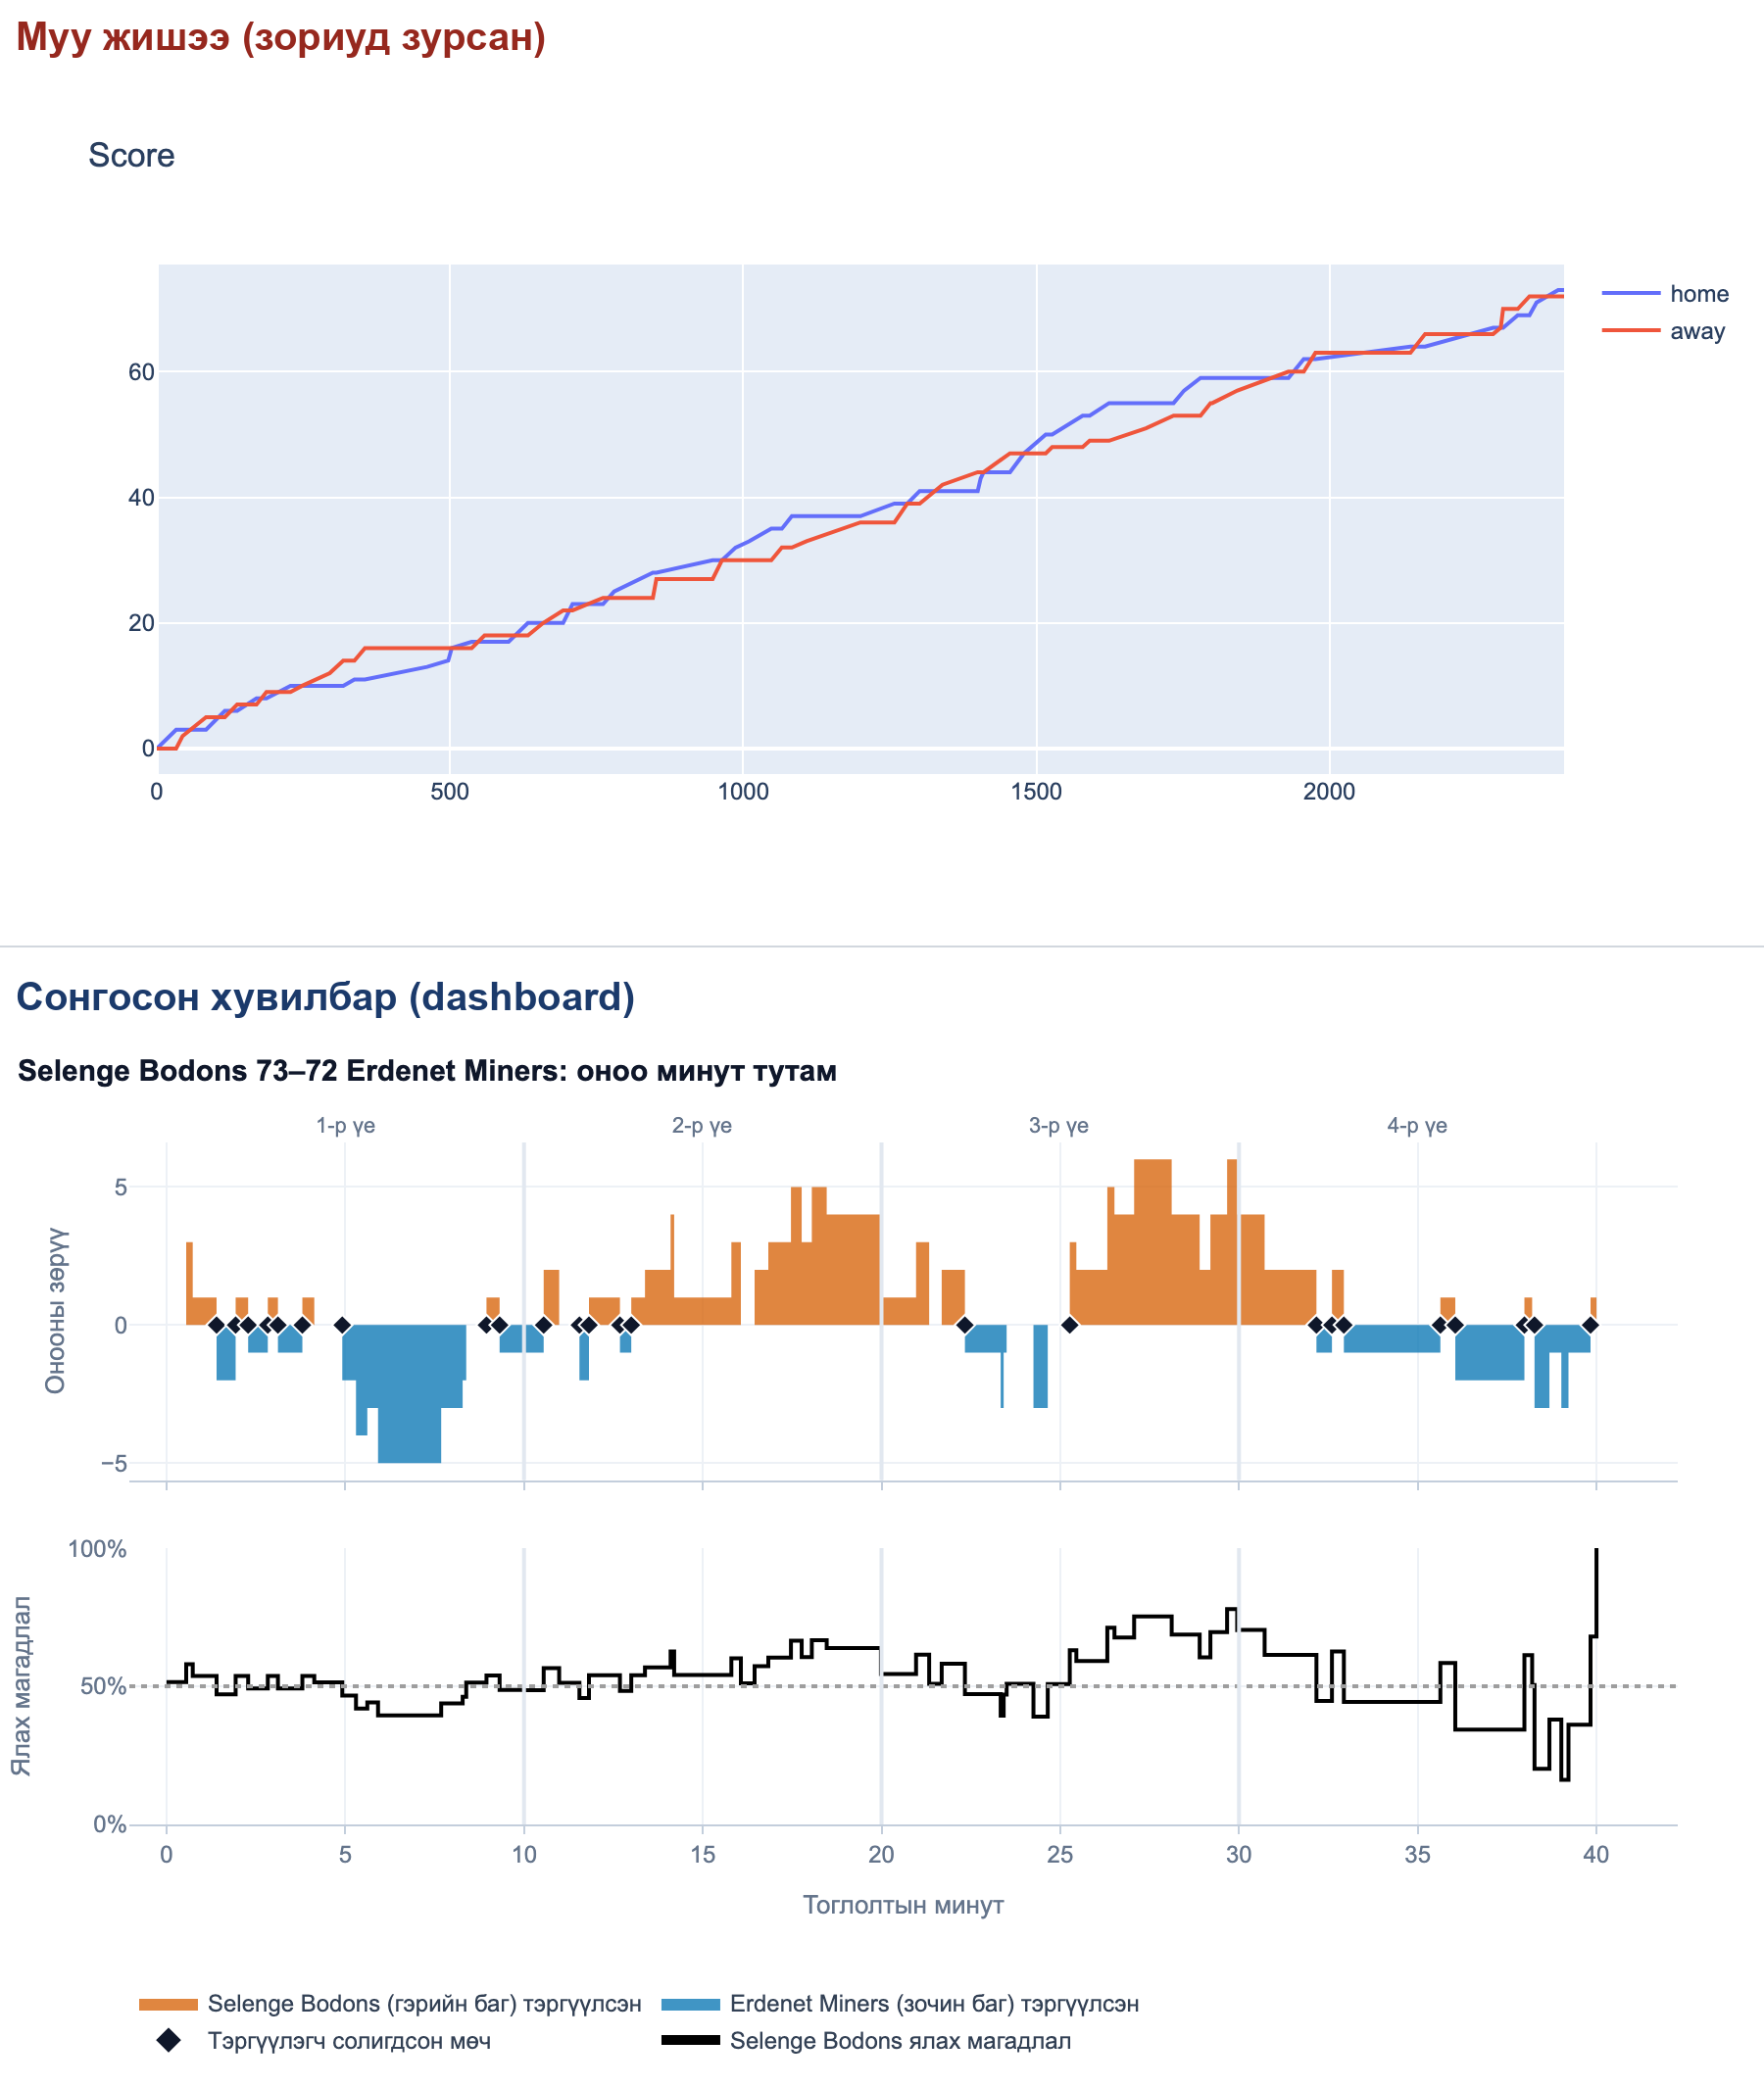 Муу жишээ (зориуд зурсан)
Score
home
away
60
40
20
0
0 500 1000 1500 2000
Сонгосон хувилбар (dashboard)
Selenge Bodons 73–72 Erdenet Miners: оноо минут тутам
1-р үе 2-р үе 3-р үе 4-р үе
Онооны зөрүү
5
0
−5
Ялах магадлал
100%
50%
0%
0 5 10 15 20 25 30 35 40
Тоглолтын минут
Selenge Bodons (гэрийн баг) тэргүүлсэн Erdenet Miners (зочин баг) тэргүүлсэн
Тэргүүлэгч солигдсон мөч Selenge Bodons ялах магадлал